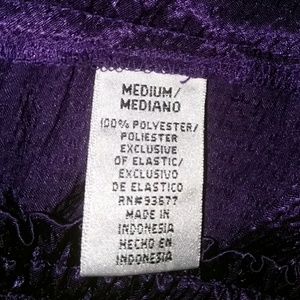 MEDIUM/
MEDIANO
100% POLYESTER/
POLIESTER
EXCLUSIVE
OF ELASTIC/
EXCLUSIVO
DE ELASTICO
RN#93677
MADE IN
INDONESIA
HECHO EN
INDONESIA